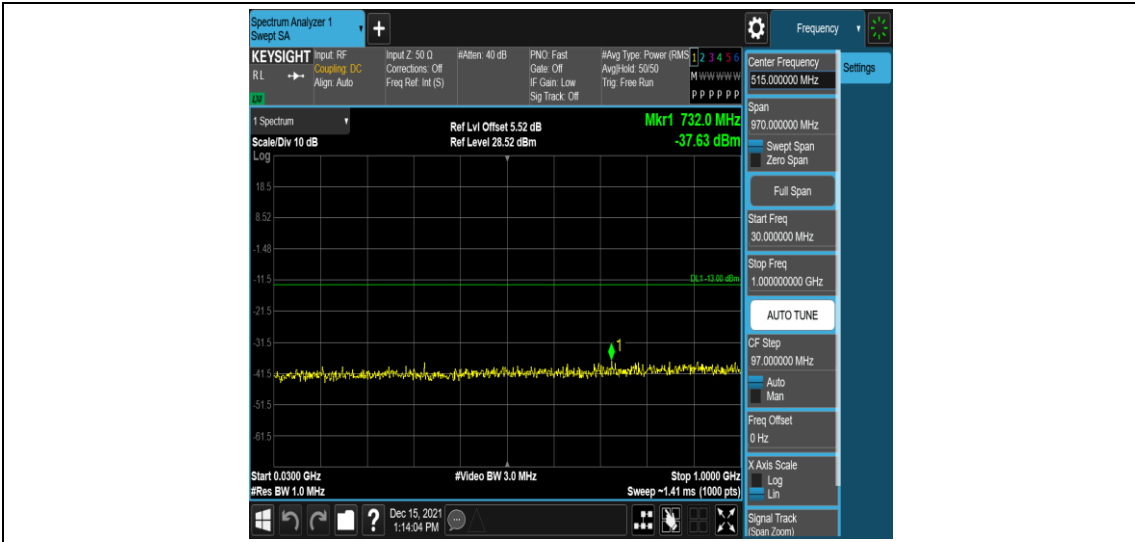 Spectrum Analyzer 1
Swept SA
+
Frequency
KEYSIGHT
RL
LXI
Input: RF
Coupling: DC
Align: Auto
Input Z: 50 Ω
Corrections: Off
Freq Ref: Int (S)
#Atten: 40 dB
PNO: Fast
Gate: Off
IF Gain: Low
Sig Track: Off
#Avg Type: Power (RMS
Avg|Hold: 50/50
Trig: Free Run
1 2 3 4 5 6
M W W W W W
P P P P P P
1 Spectrum
Scale/Div 10 dB
Log
Ref Lvl Offset 5.52 dB
Ref Level 28.52 dBm
Mkr1 732.0 MHz
-37.63 dBm
18.5
8.52
-1.48
-11.5
-21.5
-31.5
-41.5
-51.5
-61.5
DL1 -13.00 dBm
1
Start 0.0300 GHz
#Res BW 1.0 MHz
#Video BW 3.0 MHz
Stop 1.0000 GHz
Sweep ~1.41 ms (1000 pts)
?
Dec 15, 2021
1:14:04 PM
Center Frequency
515.000000 MHz
Settings
Span
970.000000 MHz
Swept Span
Zero Span
Full Span
Start Freq
30.000000 MHz
Stop Freq
1.000000000 GHz
AUTO TUNE
CF Step
97.000000 MHz
Auto
Man
Freq Offset
0 Hz
X Axis Scale
Log
Lin
Signal Track
(Span Zoom)